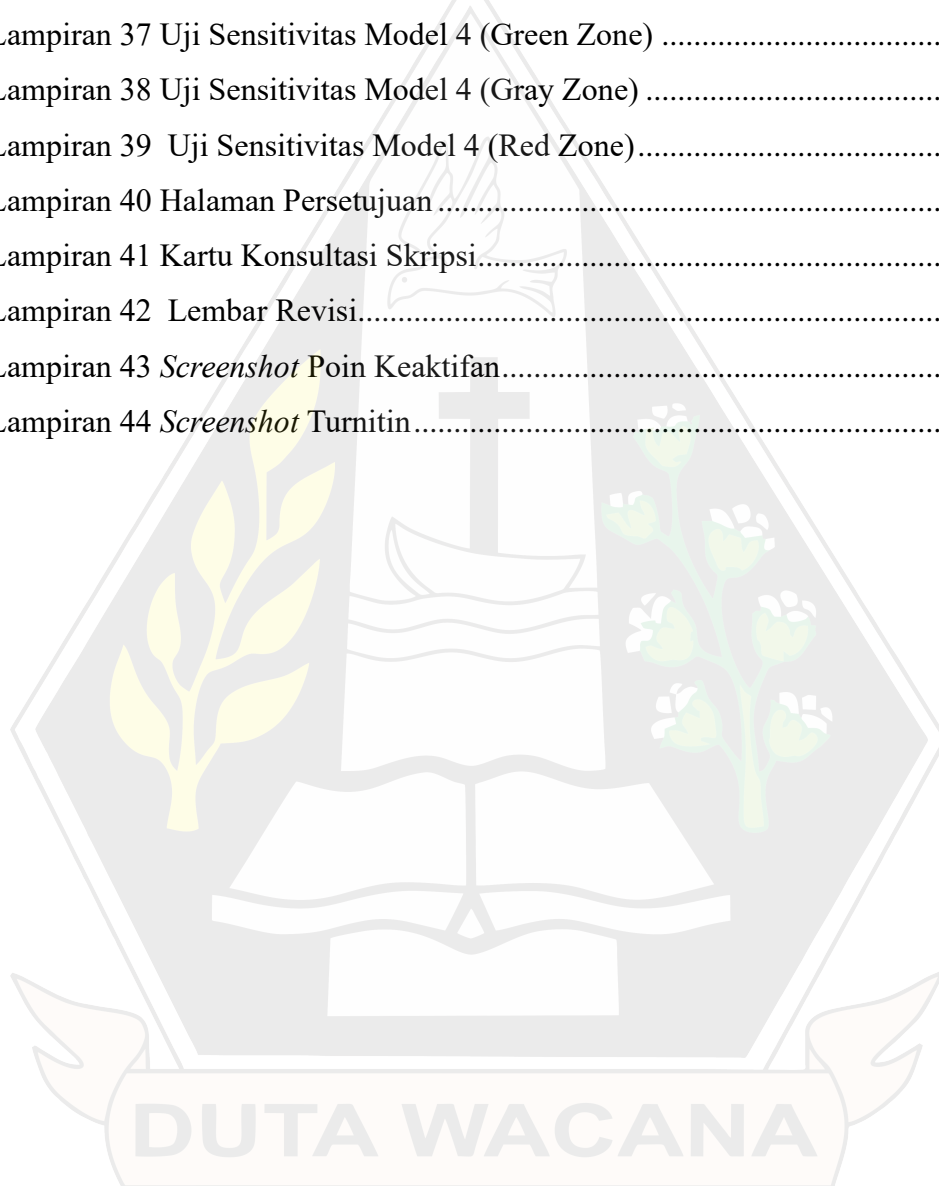 Lampiran 37 Uji Sensitivitas Model 4 (Green Zone) ....................................
Lampiran 38 Uji Sensitivitas Model 4 (Gray Zone) ......................................
Lampiran 39  Uji Sensitivitas Model 4 (Red Zone).......................................
Lampiran 40 Halaman Persetujuan .................................................................
Lampiran 41 Kartu Konsultasi Skripsi............................................................
Lampiran 42  Lembar Revisi...........................................................................
Lampiran 43 Screenshot Poin Keaktifan.........................................................
Lampiran 44 Screenshot Turnitin....................................................................
DUTA WACANA